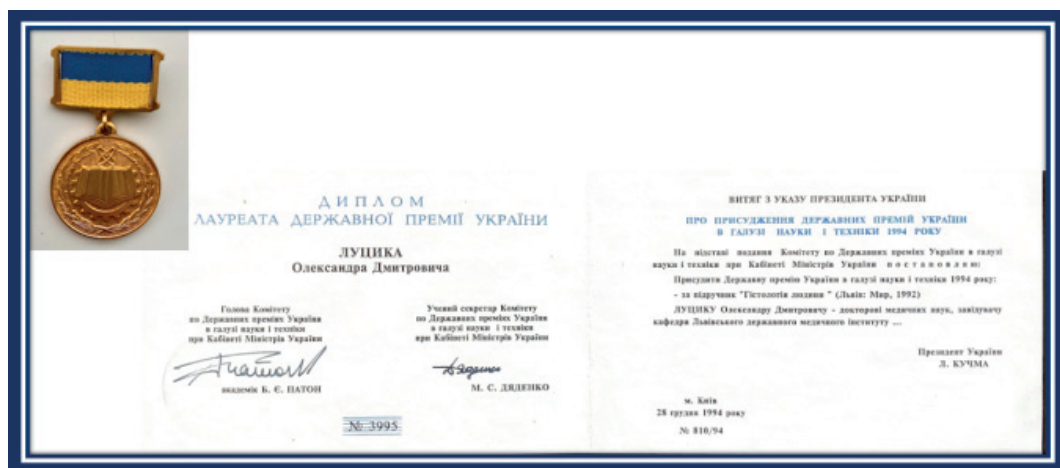 ДИПЛОМ
ЛАУРЕАТА ДЕРЖАВНОЇ ПРЕМІЇ УКРАЇНИ
ЛУЦИКА
Олександра Дмитровича
Голова Комітету
по Державних преміях України
в галузі науки і техніки
при Кабінеті Міністрів України
академік Б. Є. ПАТОН
Учений секретар Комітету
по Державних преміях України
в галузі науки і техніки
при Кабінеті Міністрів України
М. С. ДЯДЕНКО
№ 3995
ВИТЯГ З УКАЗУ ПРЕЗИДЕНТА УКРАЇНИ
ПРО ПРИСУДЖЕННЯ ДЕРЖАВНИХ ПРЕМІЙ УКРАЇНИ
В ГАЛУЗІ НАУКИ І ТЕХНІКИ 1994 РОКУ
На підставі подання Комітету по Державних преміях України в галузі
науки і техніки при Кабінеті Міністрів України постановляю:
Присудити Державну премію України в галузі науки і техніки 1994 року:
- за підручник "Гістологія людини " (Львів: Мир, 1992)
ЛУЦИКУ Олександру Дмитровичу - докторові медичних наук, завідувачу
кафедри Львівського державного медичного інституту ...
Президент України
Л. КУЧМА
м. Київ
28 грудня 1994 року
№ 810/94